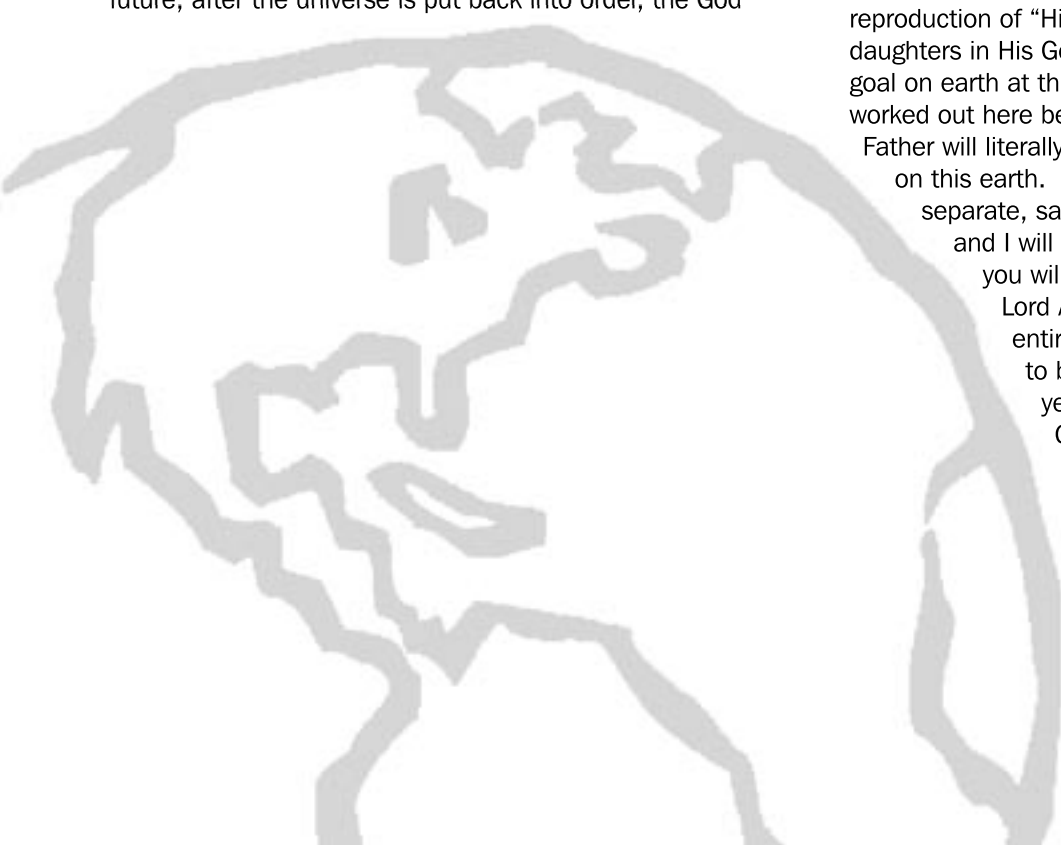 future, after the universe is put back into order, the God
reproduction of “Hi
daughters in His G
goal on earth at th
worked out here be
Father will literally
on this earth.
separate, sa
and I will
you wil
Lord
entir
to b
ye